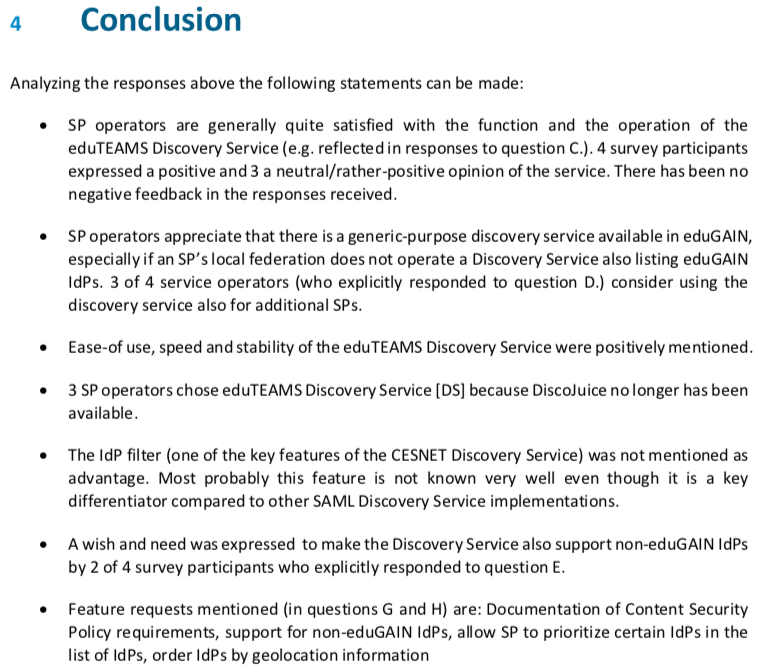 4 Conclusion
Analyzing the responses above the following statements can be made:
• SP operators are generally quite satisfied with the function and the operation of the
eduTEAMS Discovery Service (e.g. reflected in responses to question C.). 4 survey participants
expressed a positive and 3 a neutral/rather-positive opinion of the service. There has been no
negative feedback in the responses received.
• SP operators appreciate that there is a generic-purpose discovery service available in eduGAIN,
especially if an SP's local federation does not operate a Discovery Service also listing eduGAIN
IdPs. 3 of 4 service operators (who explicitly responded to question D.) consider using the
discovery service also for additional SPs.
• Ease-of use, speed and stability of the eduTEAMS Discovery Service were positively mentioned.
• 3 SP operators chose eduTEAMS Discovery Service [DS] because DiscoJuice no longer has been
available.
• The IdP filter (one of the key features of the CESNET Discovery Service) was not mentioned as
advantage. Most probably this feature is not known very well even though it is a key
differentiator compared to other SAML Discovery Service implementations.
• A wish and need was expressed to make the Discovery Service also support non-eduGAIN IdPs
by 2 of 4 survey participants who explicitly responded to question E.
• Feature requests mentioned (in questions G and H) are: Documentation of Content Security
Policy requirements, support for non-eduGAIN IdPs, allow SP to prioritize certain IdPs in the
list of IdPs, order IdPs by geolocation information